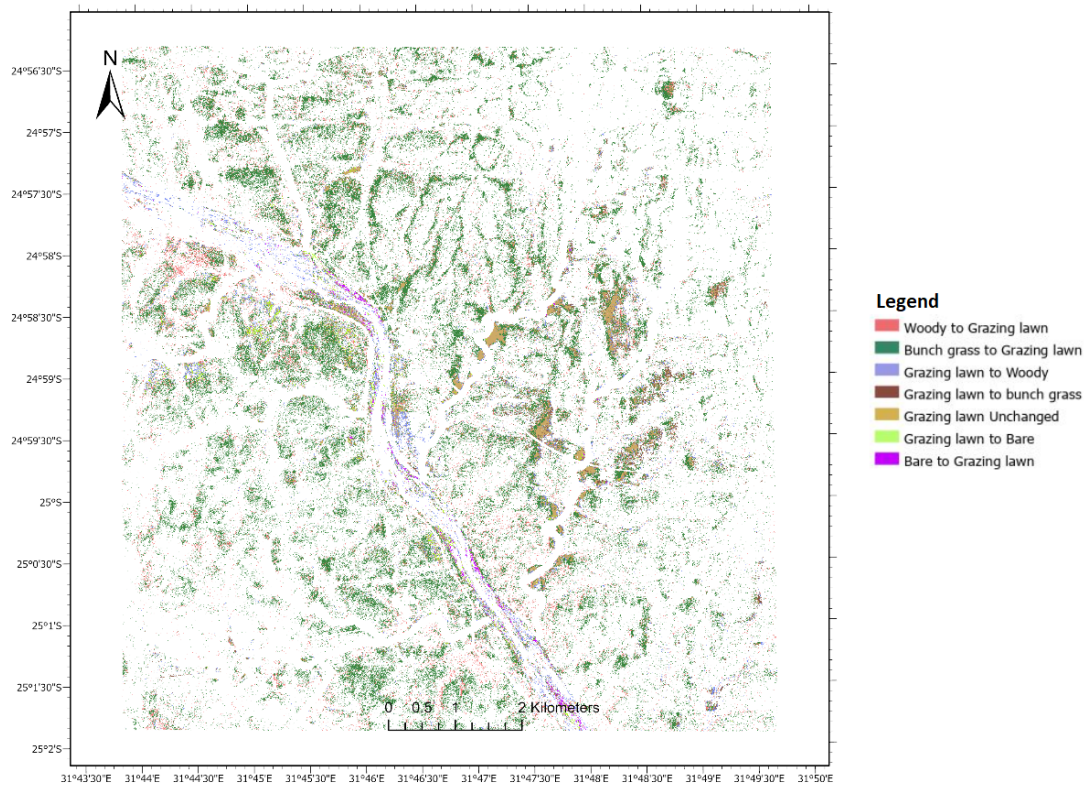 N
24°56'30"S
24°57'S
24°57'30"S
24°58'S
24°58'30"S
24°59'S
24°59'30"S
25°S
25°0'30"S
25°1'S
25°1'30"S
25°2'S
0 0.5 1 2 Kilometers
31°43'30"E 31°44'E 31°44'30"E 31°45'E 31°45'30"E 31°46'E 31°46'30"E 31°47'E 31°47'30"E 31°48'E 31°48'30"E 31°49'E 31°49'30"E 31°50'E
Legend
Woody to Grazing lawn
Bunch grass to Grazing lawn
Grazing lawn to Woody
Grazing lawn to bunch grass
Grazing lawn Unchanged
Grazing lawn to Bare
Bare to Grazing lawn